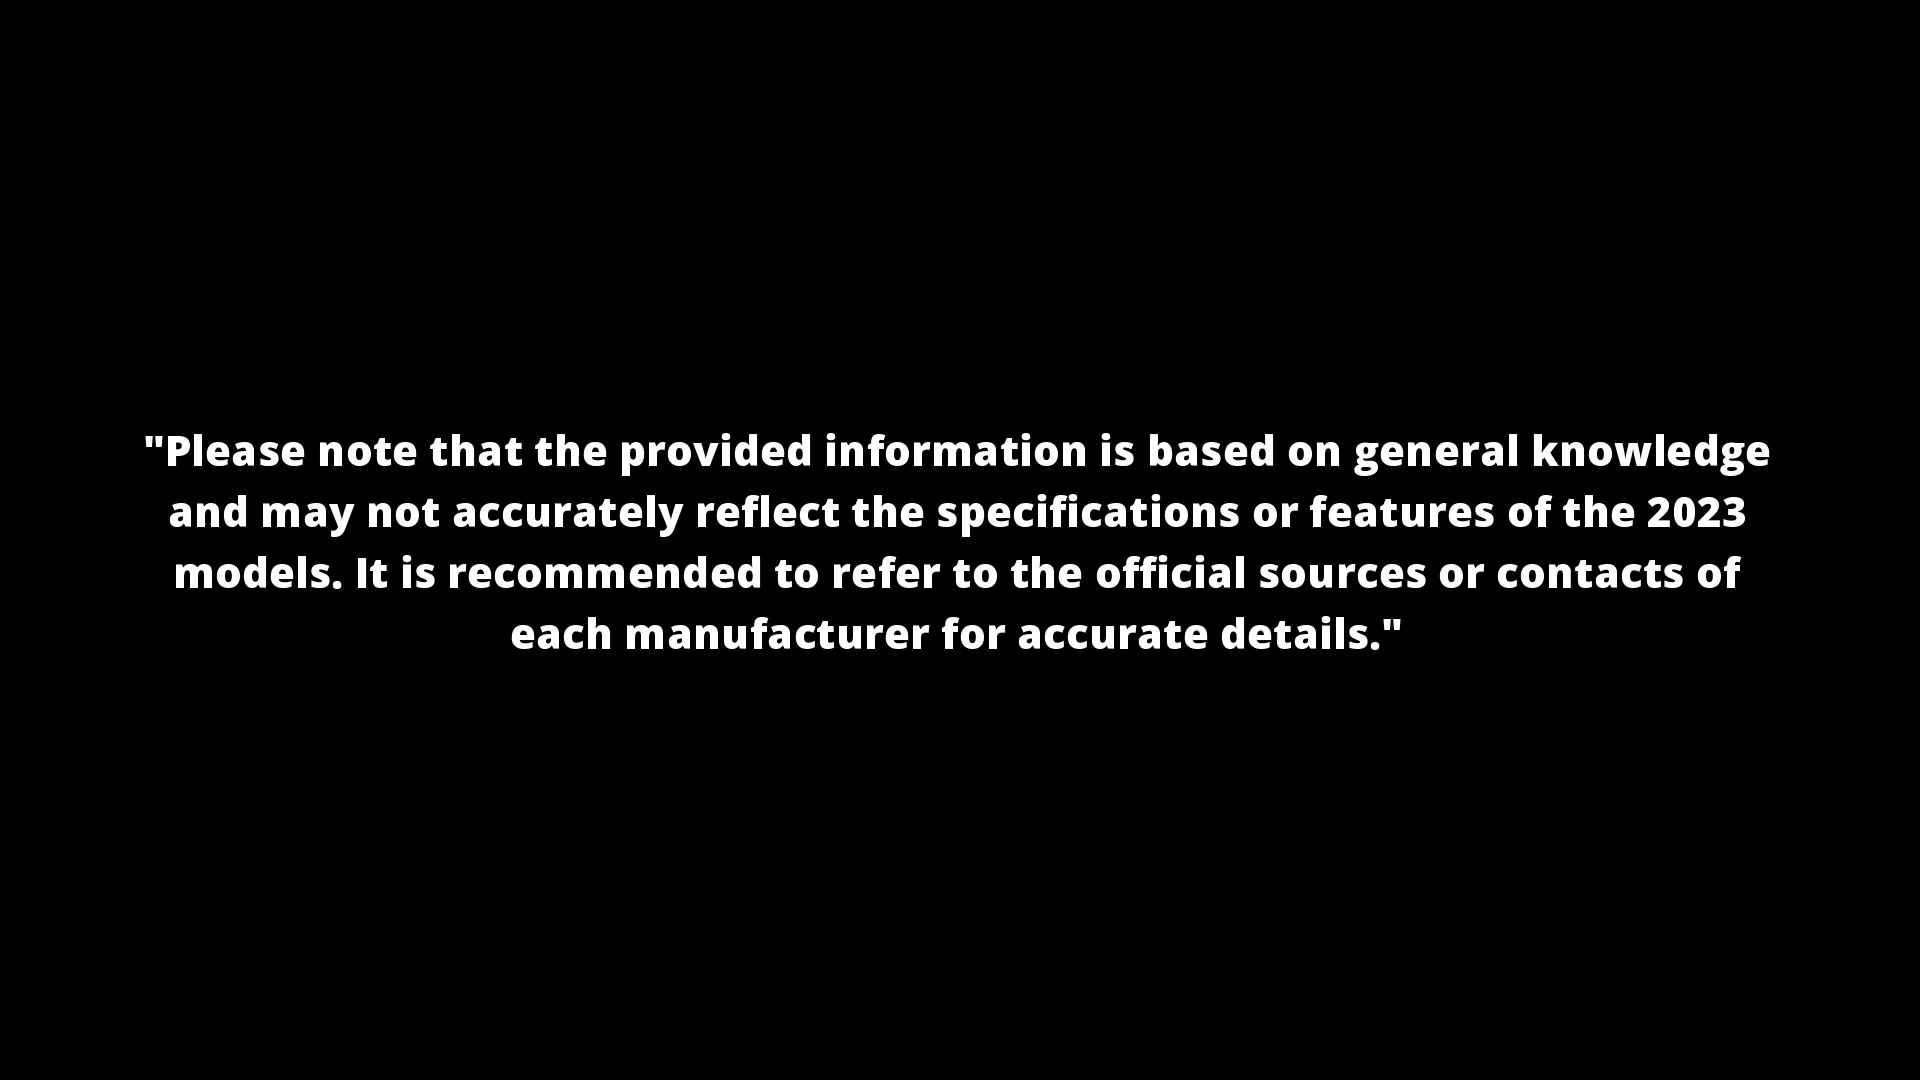 "Please note that the provided information is based on general knowledge
and may not accurately reflect the specifications or features of the 2023
models. It is recommended to refer to the official sources or contacts of
each manufacturer for accurate details."